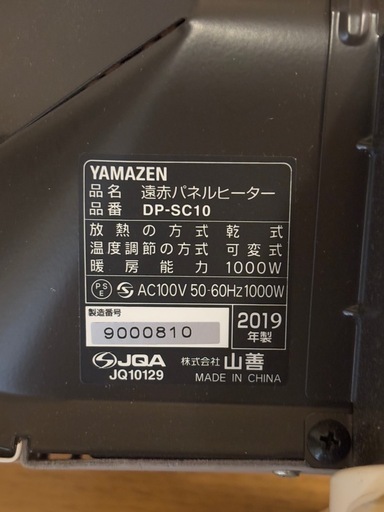 YAMAZEN
品名 遠赤パネルヒーター
品番 DP-SC10
放熱の方式 乾式
温度調節の方式 可変式
暖房能力 1000W
PSE S AC100V 50-60Hz1000W
製造番号
9000810
2019
年製
JQA
JQ10129
株式会社 山善
MADE IN CHINA